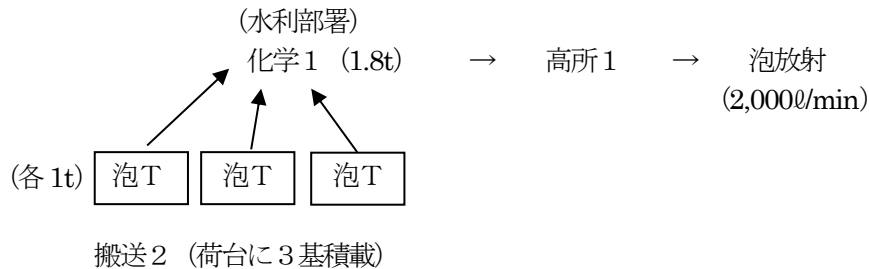 (水利部署)
化学1 (1.8t) → 高所1 → 泡放射
(2,000ℓ/min)
(各1t) 泡T 泡T 泡T
搬送2 (荷台に3基積載)